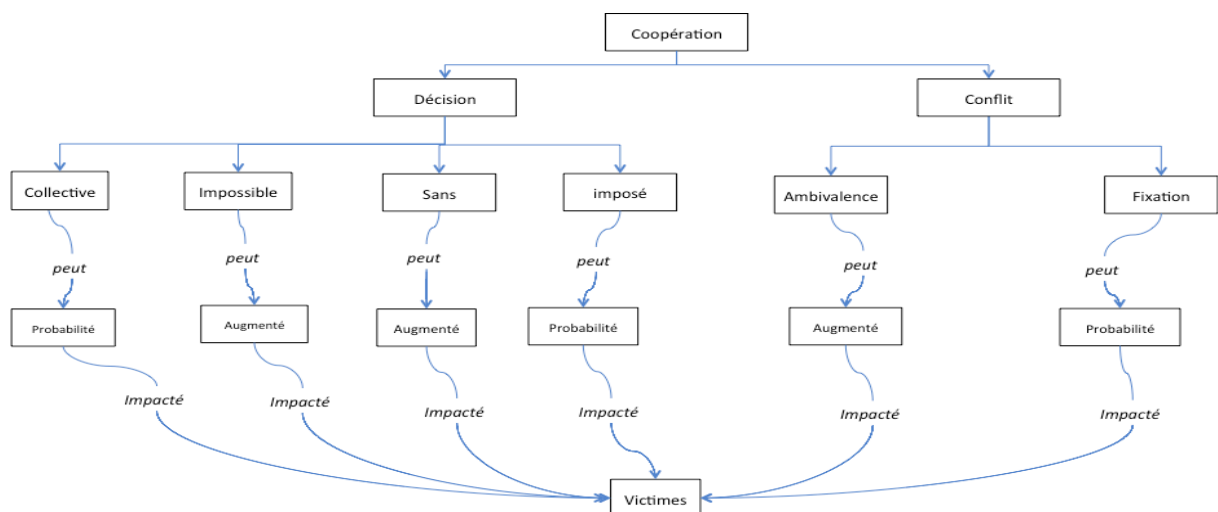 Coopération
Décision
Conflit
Collective
Impossible
Sans
imposé
Ambivalence
Fixation
peut
peut
peut
peut
peut
peut
Probabilité
Augmenté
Augmenté
Probabilité
Augmenté
Probabilité
Impacté
Impacté
Impacté
Impacté
Impacté
Impacté
Victimes